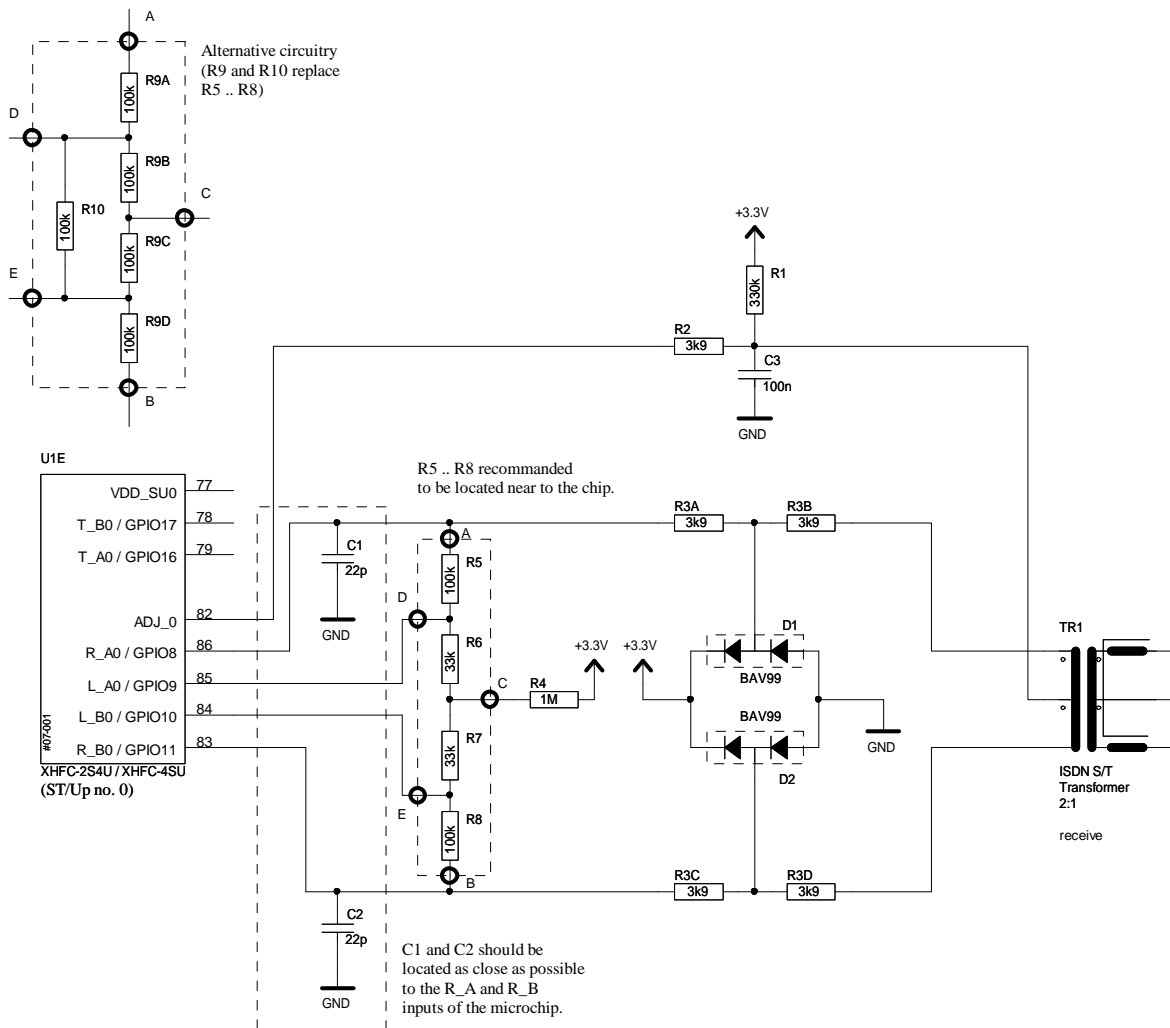 A
Alternative circuitry
(R9 and R10 replace
R5 .. R8)
R9A
100k
D
R9B
100k
C
R10
100k
R9C
100k
E
R9D
100k
B
+3.3V
R1
330k
R2
3k9
C3
100n
GND
U1E
VDD_SU0
77
T_B0 / GPIO17
78
T_A0 / GPIO16
79
ADJ_0
82
R_A0 / GPIO8
86
L_A0 / GPIO9
85
L_B0 / GPIO10
84
R_B0 / GPIO11
83
#07-001
XHFC-2S4U / XHFC-4SU
(ST/Up no. 0)
R5 .. R8 recommanded
to be located near to the chip.
C1
22p
GND
A
R5
100k
D
R6
33k
C
R4
1M
+3.3V
+3.3V
R7
33k
E
R8
100k
B
R3A
3k9
R3B
3k9
D1
BAV99
BAV99
D2
GND
TR1
ISDN S/T
Transformer
2:1
receive
R3C
3k9
R3D
3k9
C2
22p
GND
C1 and C2 should be
located as close as possible
to the R_A and R_B
inputs of the microchip.